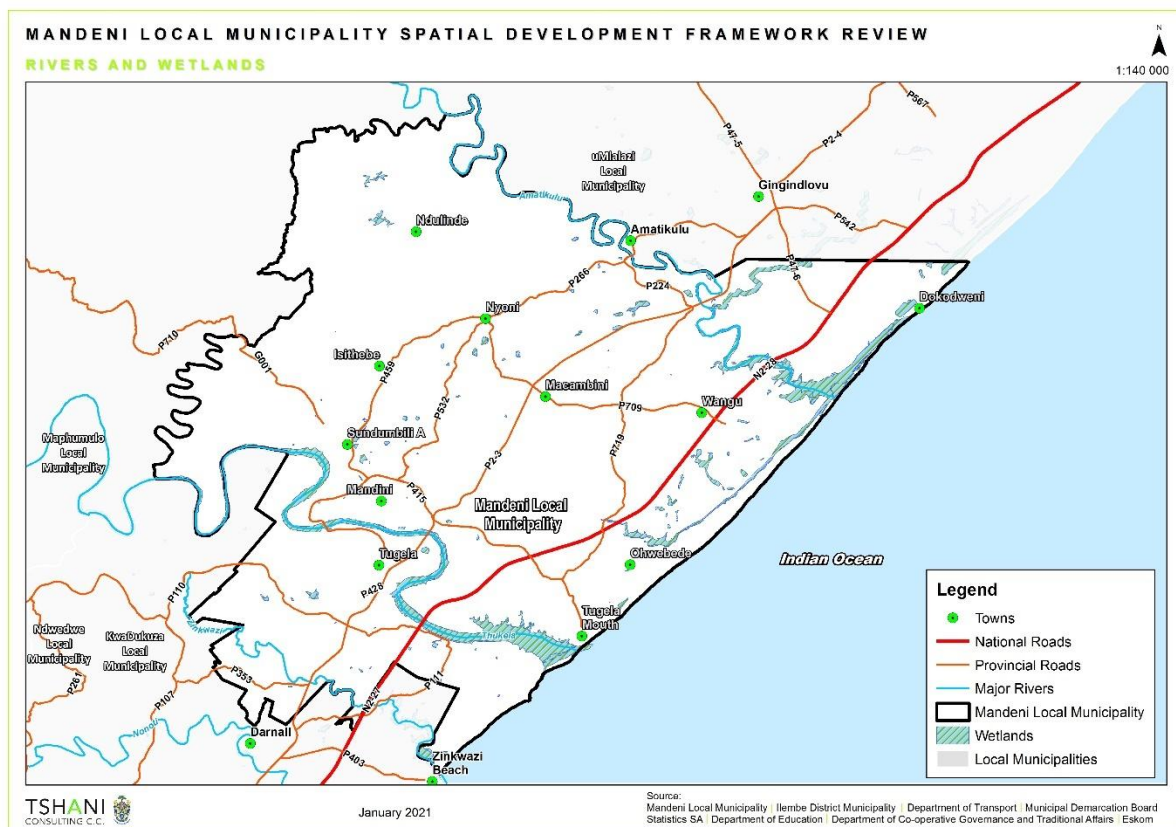 MANDENI LOCAL MUNICIPALITY SPATIAL DEVELOPMENT FRAMEWORK REVIEW
RIVERS AND WETLANDS
N
1:140 000
P567
P47-5
P2-4
uMlalazi
Local
Municipality
Gingindlovu
Amatikulu
Ndulinde
Amatikulu
P542
P47-6
P266
P224
Dokodweni
Nyoni
P710
G001
Isithebe
P459
N2-28
P532
Macambini
P709
Wangu
Maphumulo
Local
Municipality
Sundumbili A
P719
P2-3
Mandini
P415
Mandeni Local
Municipality
Tugela
Ohwebede
Indian Ocean
P110
P428
Zinkwazi
Tugela
Mouth
Thukela
Ndwedwe
Local
Municipality
KwaDukuza
Local
Municipality
P261
P353
P111
P107
N2-27
Nonoti
Darnall
P403
Zinkwazi
Beach
Legend
Towns
National Roads
Provincial Roads
Major Rivers
Mandeni Local Municipality
Wetlands
Local Municipalities
TSHANI
CONSULTING C.C.
January 2021
Source:
Mandeni Local Municipality | Ilembe District Municipality | Department of Transport | Municipal Demarcation Board
Statistics SA | Department of Education | Department of Co-operative Governance and Traditional Affairs | Eskom